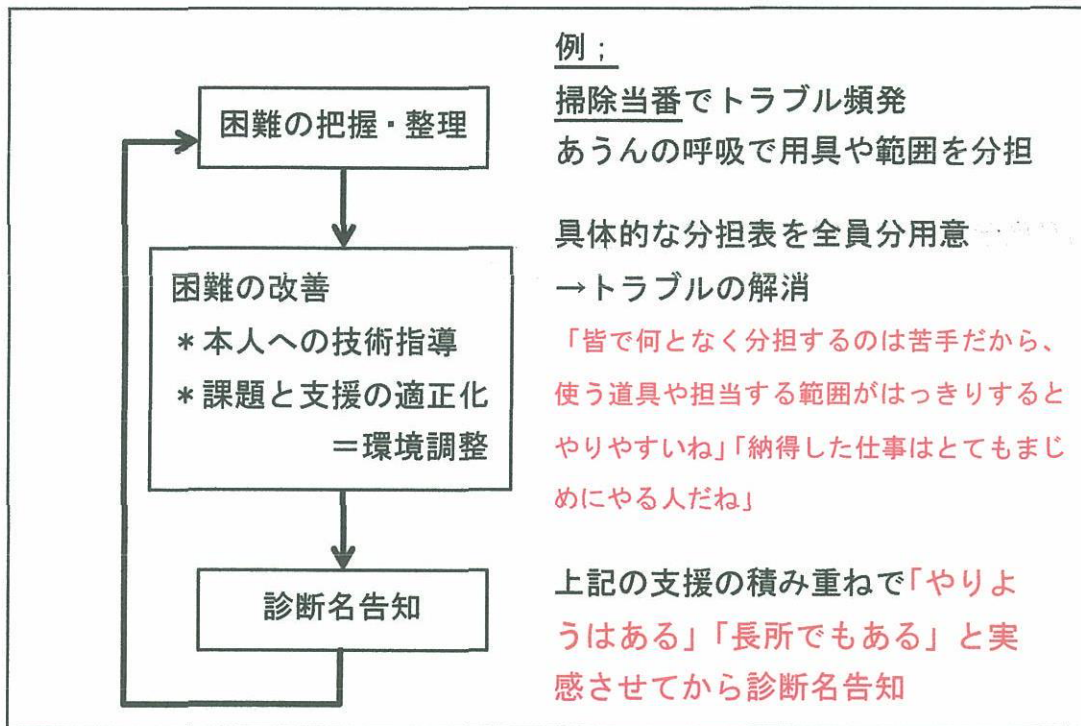 困難の把握・整理
困難の改善
＊本人への技術指導
＊課題と支援の適正化
＝環境調整
診断名告知
例；
掃除当番でトラブル頻発
あうんの呼吸で用具や範囲を分担
具体的な分担表を全員分用意
→トラブルの解消
「皆で何となく分担するのは苦手だから、
使う道具や担当する範囲がはっきりすると
やりやすいね」「納得した仕事はとてもまじ
めにやる人だね」
上記の支援の積み重ねで「やりよ
うはある」「長所でもある」と実
感させてから診断名告知